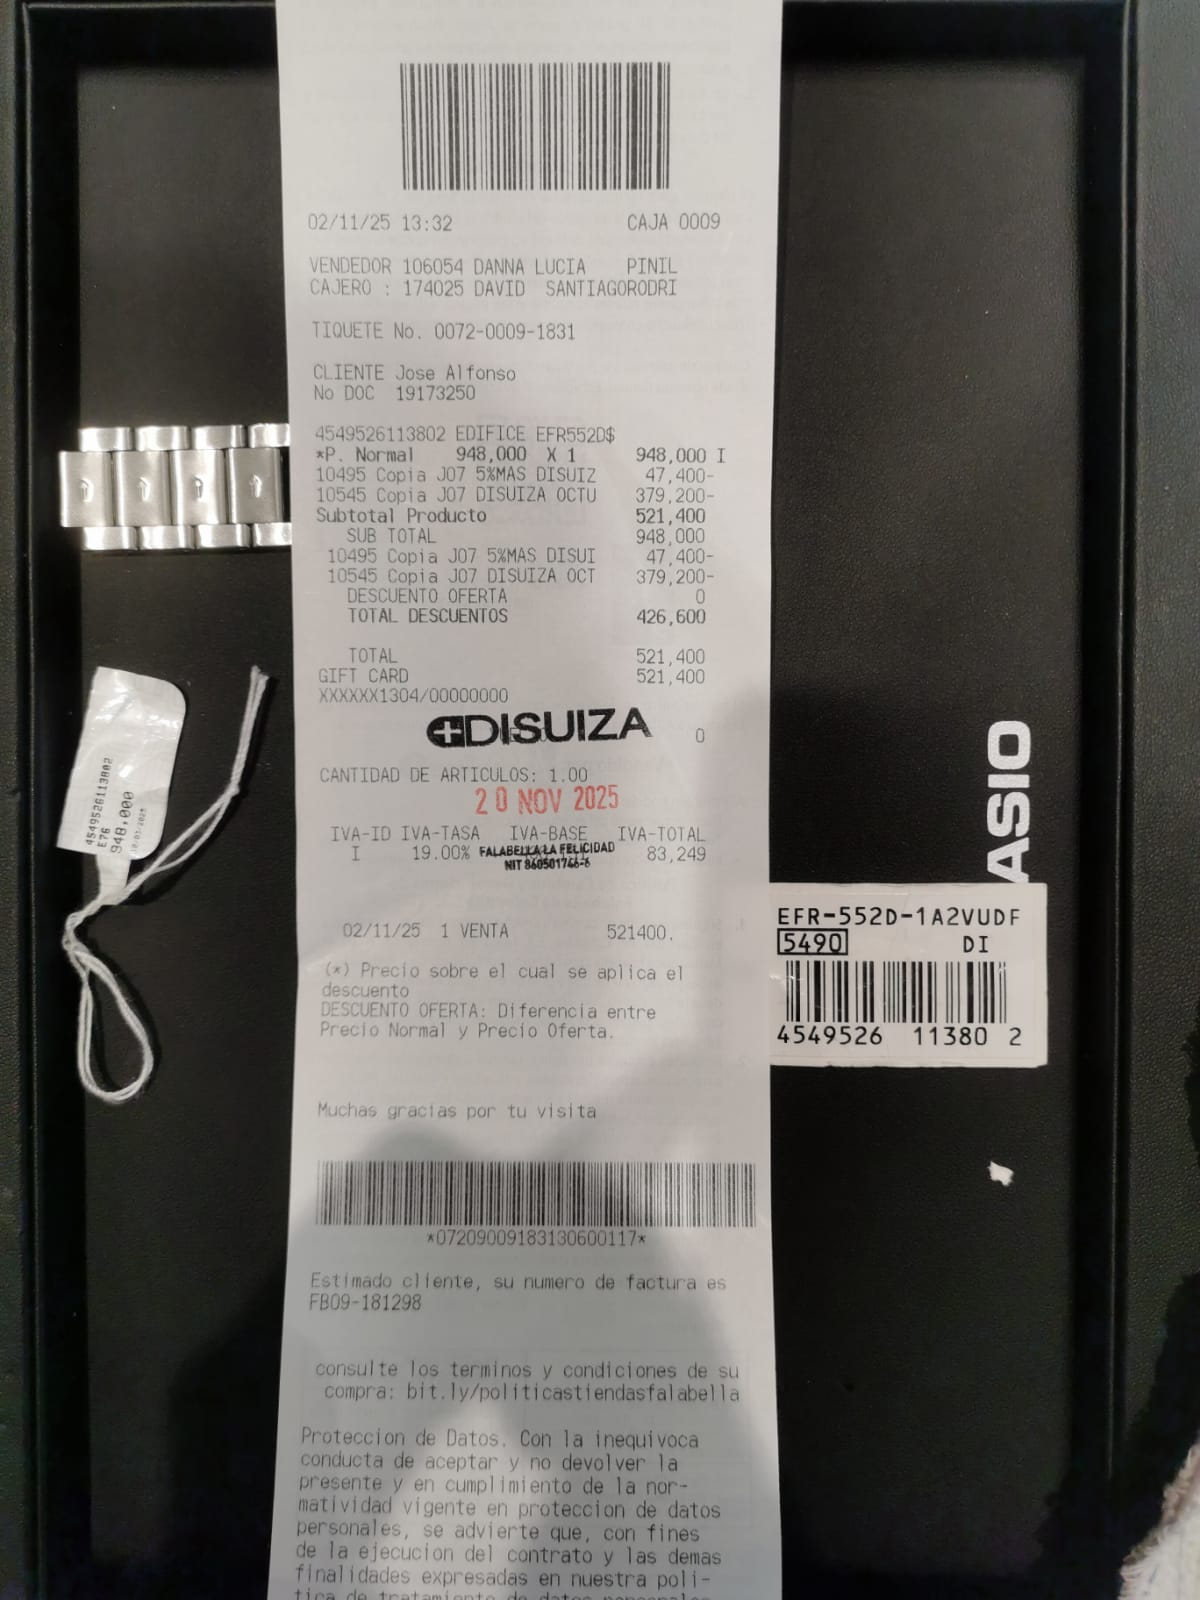 02/11/25 13:32 CAJA 0009
VENDEDOR 106054 DANNA LUCIA PINIL
CAJERO : 174025 DAVID SANTIAGORODRI
TIQUETE No. 0072-0009-1831
CLIENTE Jose Alfonso
No DOC 19173250
4549526113802 EDIFICE EFR552D$
*P. Normal 948,000 X 1 948,000 I
10495 Copia J07 5%MAS DISUIZ 47,400-
10545 Copia J07 DISUIZA OCTU 379,200-
Subtotal Producto 521,400
SUB TOTAL 948,000
10495 Copia J07 5%MAS DISUI 47,400-
10545 Copia J07 DISUIZA OCT 379,200-
DESCUENTO OFERTA 0
TOTAL DESCUENTOS 426,600
TOTAL 521,400
GIFT CARD 521,400
XXXXXX1304/00000000
DISUIZA 0
CANTIDAD DE ARTICULOS: 1.00
20 NOV 2025
IVA-ID IVA-TASA IVA-BASE IVA-TOTAL
I 19.00% FALABELLA LA FELICIDAD 83,249
NIT 860501746-6
02/11/25 1 VENTA 521400.
(*) Precio sobre el cual se aplica el
descuento
DESCUENTO OFERTA: Diferencia entre
Precio Normal y Precio Oferta.
Muchas gracias por tu visita
*07209009183130600117*
Estimado cliente, su numero de factura es
FB09-181298
consulte los terminos y condiciones de su
compra: bit.ly/politicastiendasfalabella
Proteccion de Datos. Con la inequivoca
conducta de aceptar y no devolver la
presente y en cumplimiento de la nor-
matividad vigente en proteccion de datos
personales, se advierte que, con fines
de la ejecucion del contrato y las demas
finalidades expresadas en nuestra poli-
tica de tratamiento de datos personales
4549526113802
E76
948,000
ASIO
EFR-552D-1A2VUDF
5490 DI
4549526 11380 2